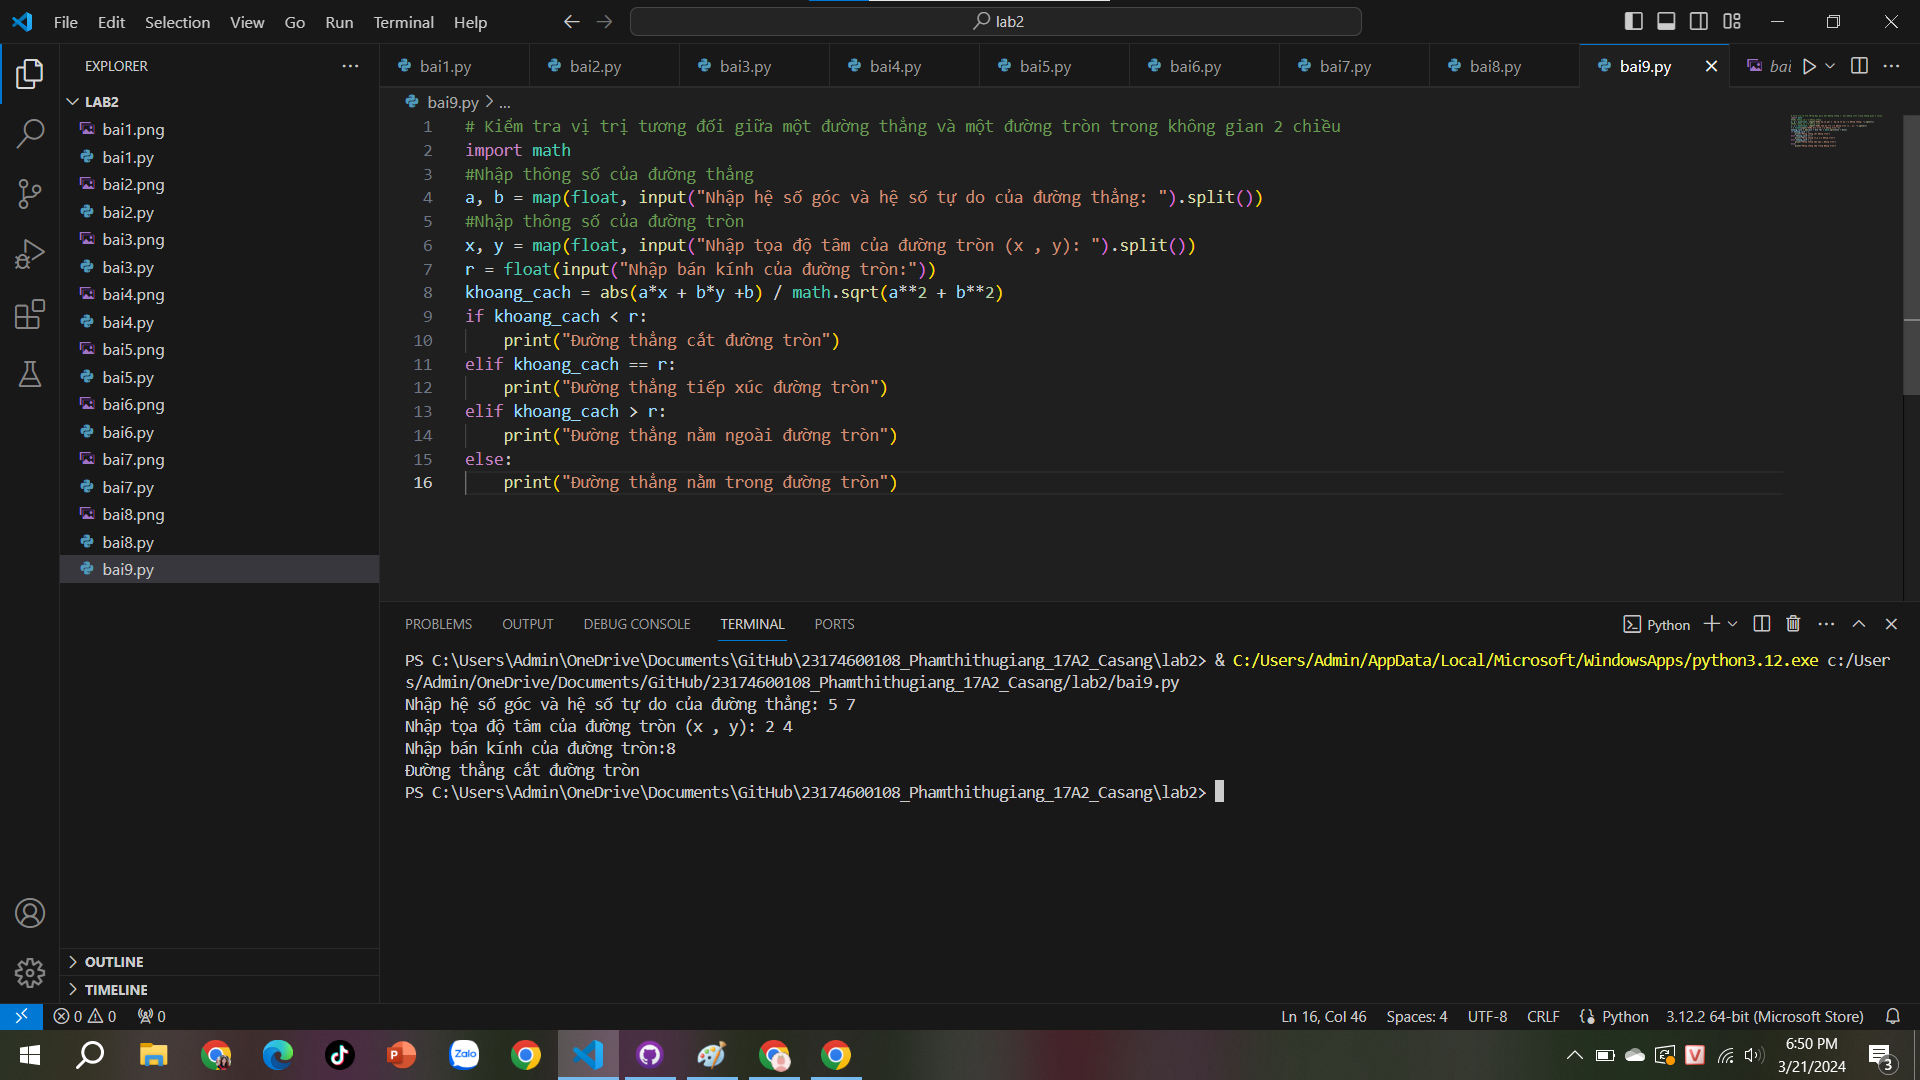 File Edit Selection View Go Run Terminal Help
lab2
EXPLORER
LAB2
bai1.png
bai1.py
bai2.png
bai2.py
bai3.png
bai3.py
bai4.png
bai4.py
bai5.png
bai5.py
bai6.png
bai6.py
bai7.png
bai7.py
bai8.png
bai8.py
bai9.py
OUTLINE
TIMELINE
bai1.py bai2.py bai3.py bai4.py bai5.py bai6.py bai7.py bai8.py bai9.py bai
bai9.py > ...
1 # Kiểm tra vị trị tương đối giữa một đường thẳng và một đường tròn trong không gian 2 chiều
2 import math
3 #Nhập thông số của đường thẳng
4 a, b = map(float, input("Nhập hệ số góc và hệ số tự do của đường thẳng: ").split())
5 #Nhập thông số của đường tròn
6 x, y = map(float, input("Nhập tọa độ tâm của đường tròn (x , y): ").split())
7 r = float(input("Nhập bán kính của đường tròn:"))
8 khoang_cach = abs(a*x + b*y +b) / math.sqrt(a**2 + b**2)
9 if khoang_cach < r:
10 print("Đường thẳng cắt đường tròn")
11 elif khoang_cach == r:
12 print("Đường thẳng tiếp xúc đường tròn")
13 elif khoang_cach > r:
14 print("Đường thẳng nằm ngoài đường tròn")
15 else:
16 print("Đường thẳng nằm trong đường tròn")
PROBLEMS OUTPUT DEBUG CONSOLE TERMINAL PORTS
Python
PS C:\Users\Admin\OneDrive\Documents\GitHub\23174600108_Phamthithugiang_17A2_Casang\lab2> & C:/Users/Admin/AppData/Local/Microsoft/WindowsApps/python3.12.exe c:/User
s/Admin/OneDrive/Documents/GitHub/23174600108_Phamthithugiang_17A2_Casang/lab2/bai9.py
Nhập hệ số góc và hệ số tự do của đường thẳng: 5 7
Nhập tọa độ tâm của đường tròn (x , y): 2 4
Nhập bán kính của đường tròn:8
Đường thẳng cắt đường tròn
PS C:\Users\Admin\OneDrive\Documents\GitHub\23174600108_Phamthithugiang_17A2_Casang\lab2>
0 0 0
Ln 16, Col 46 Spaces: 4 UTF-8 CRLF Python 3.12.2 64-bit (Microsoft Store)
Zalo
6:50 PM
3/21/2024
3